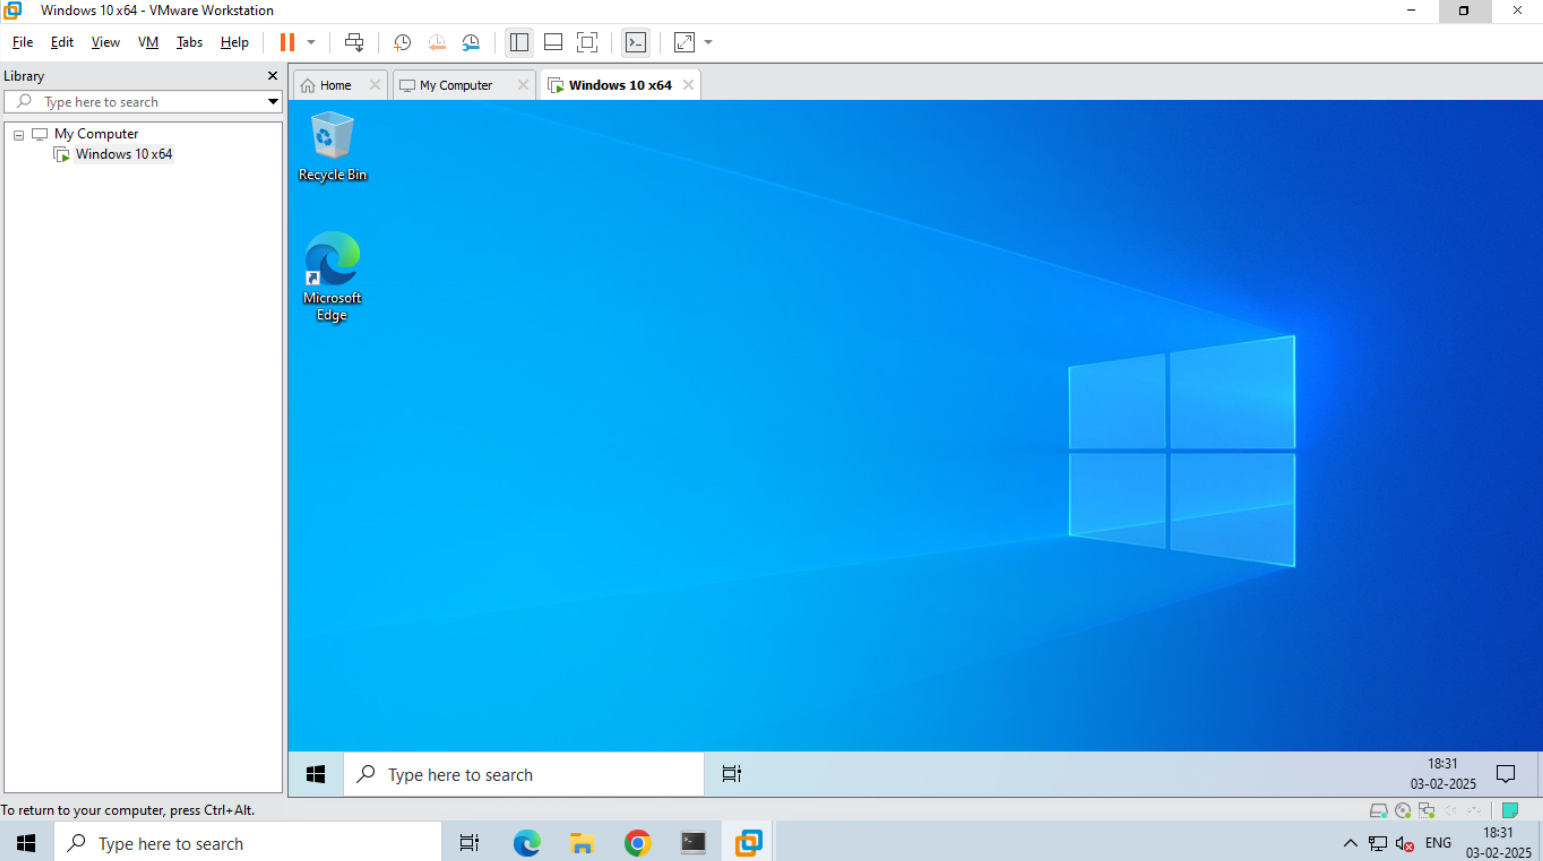 Windows 10 x64 - VMware Workstation
File Edit View VM Tabs Help
Library
Type here to search
My Computer
Windows 10 x64
Home
My Computer
Windows 10 x64
Recycle Bin
Microsoft
Edge
Type here to search
18:31
03-02-2025
To return to your computer, press Ctrl+Alt.
Type here to search
ENG
18:31
03-02-2025